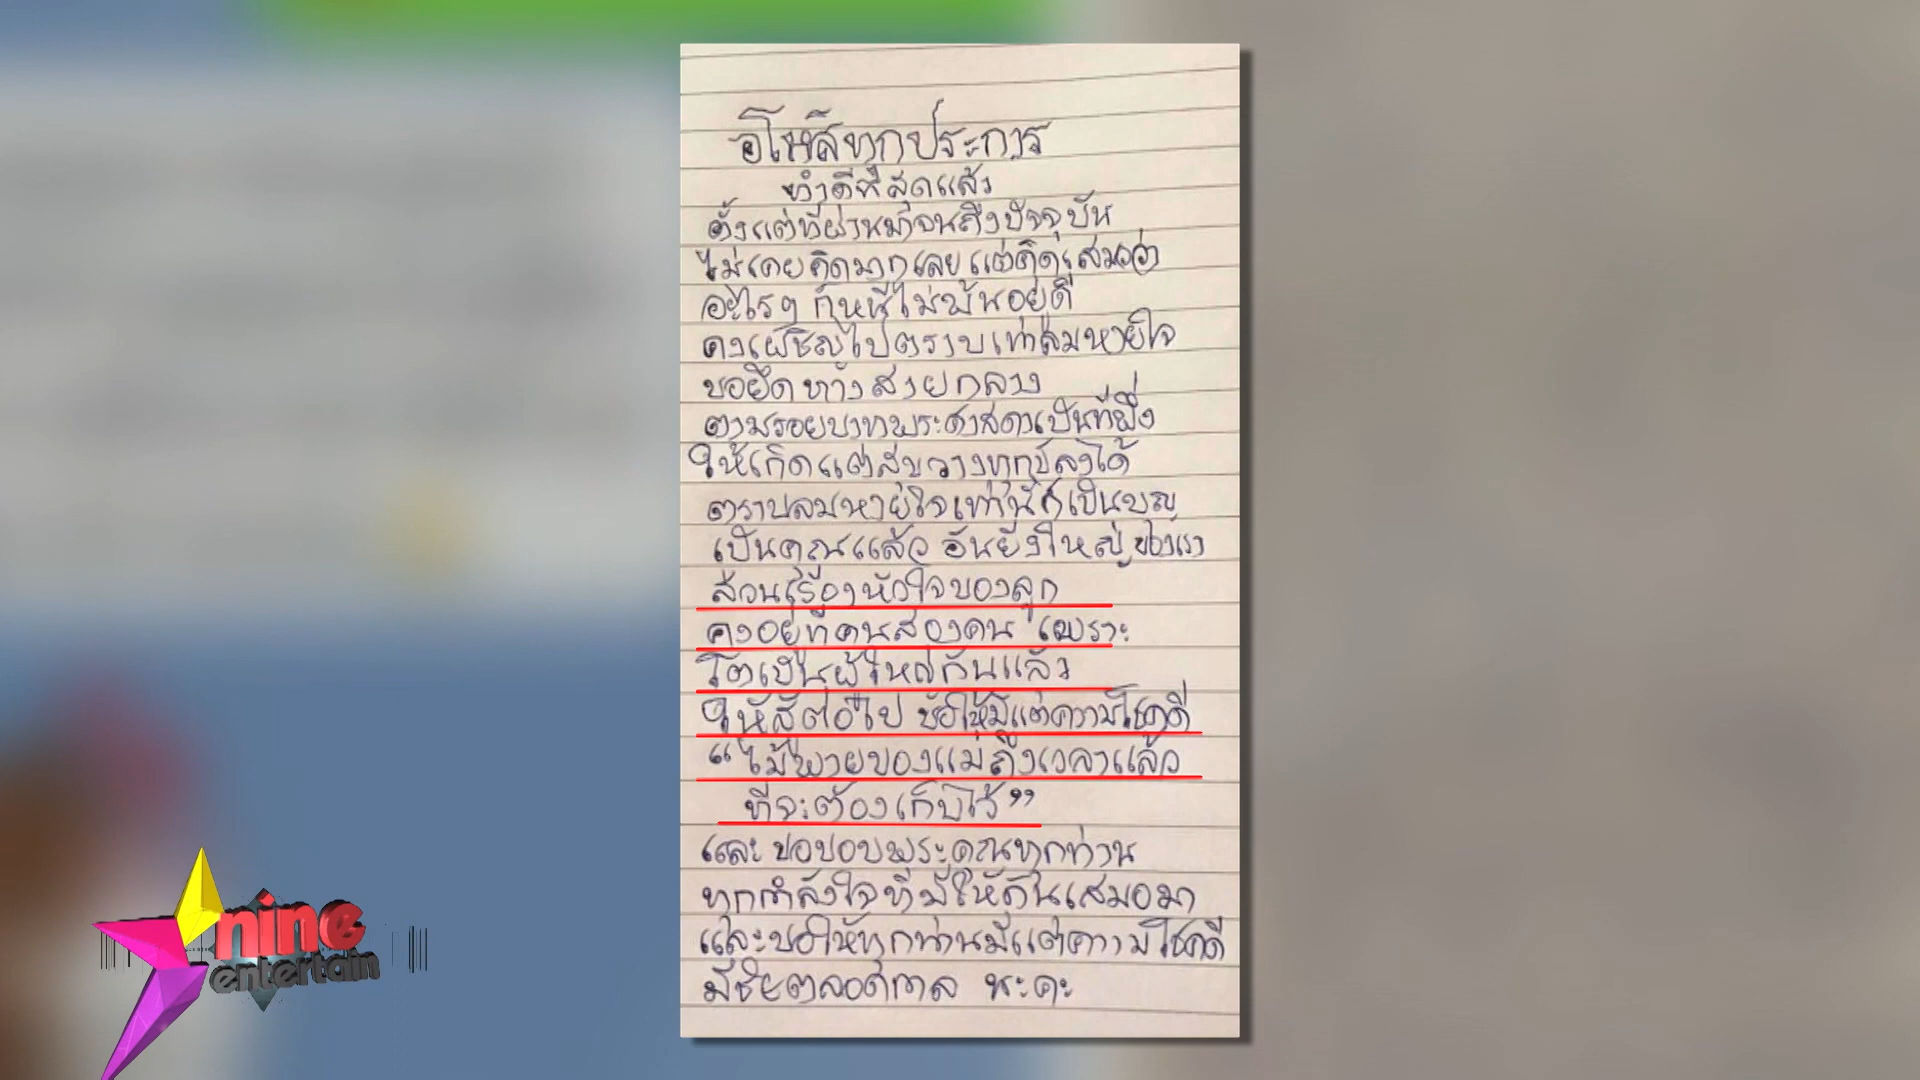 อโหสิทุกประการ
ทำดีที่สุดแล้ว
ตั้งแต่ที่ผ่านมาจนถึงปัจจุบัน
ไม่เคยคิดมากเลย แต่คิดเสมอว่า
อะไรๆ ก็หนีไม่พ้นอยู่ดี
คงเผชิญไปตราบเท่าลมหายใจ
ขอยึดทางสายกลาง
ตามรอยบาทพระศาสดาเป็นที่พึ่ง
ให้เกิดแต่สุขวางทุกข์ลงได้
ตราบลมหายใจเท่านี้ก็เป็นบุญ
เป็นคุณแล้ว อันยิ่งใหญ่ของเรา
ส่วนเรื่องหัวใจของลูก
คงอยู่ที่คนสองคน เพราะ
โตเป็นผู้ใหญ่กันแล้ว
ให้สู้ต่อไป ขอให้มีแต่ความโชคดี
“ไม้พายของแม่ถึงเวลาแล้ว
ที่จะต้องเก็บไว้”
และขอขอบพระคุณทุกท่าน
ทุกกำลังใจที่มีให้กันเสมอมา
และขอให้ทุกท่านมีแต่ความโชคดี
มีชัยตลอดกาล นะคะ
nine
entertain